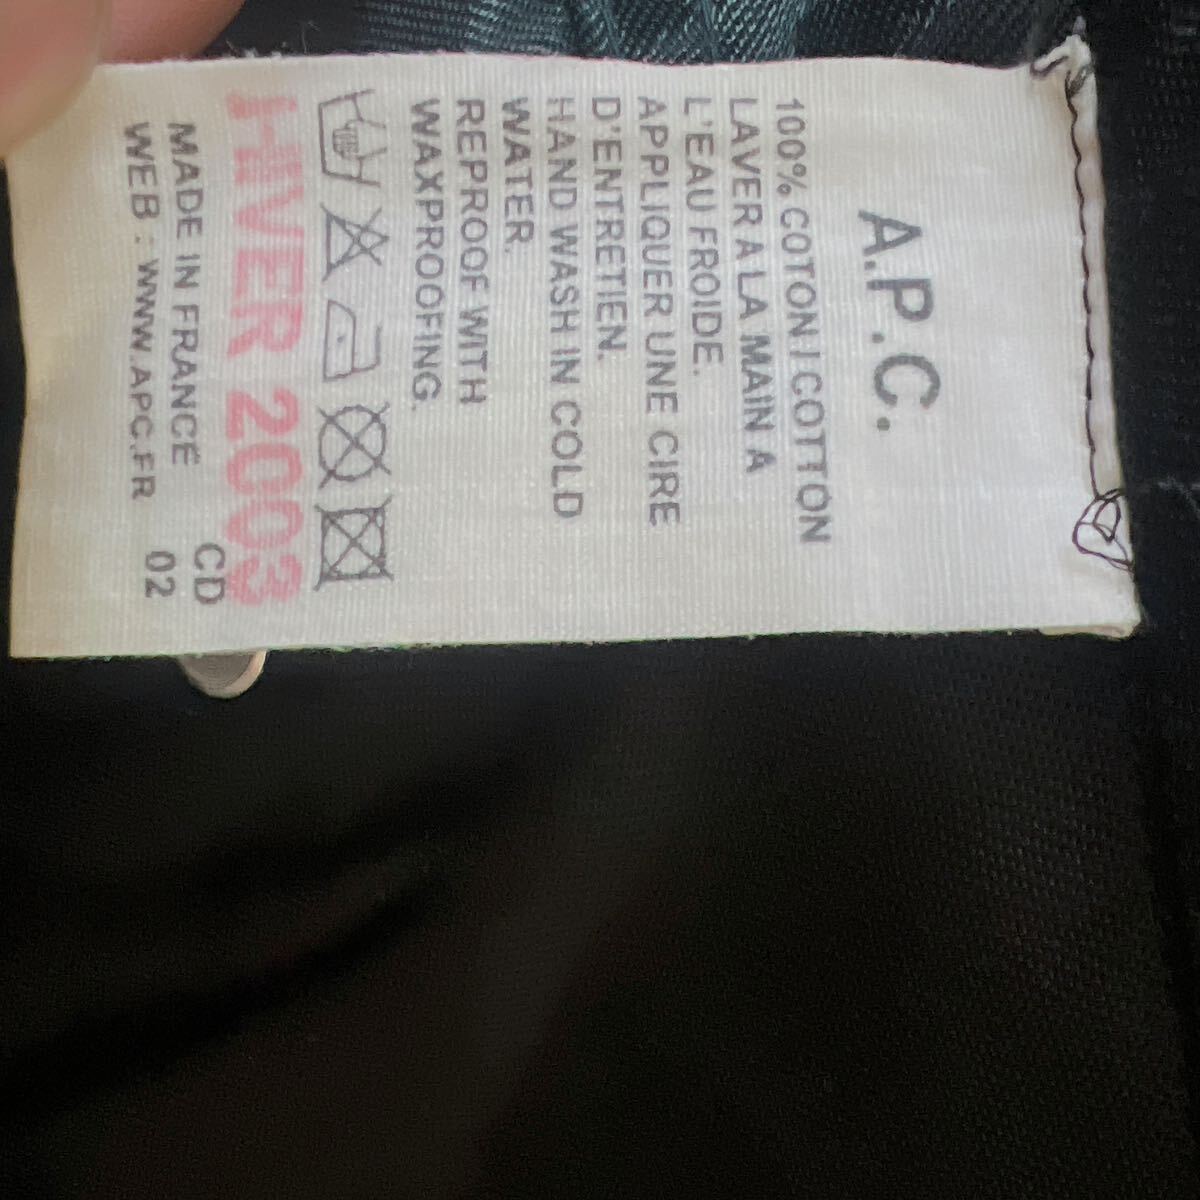 A.P.C.
100% COTON / COTTON
LAVER A LA MAIN A
L'EAU FROIDE.
APPLIQUER UNE CIRE
D'ENTRETIEN.
HAND WASH IN COLD
WATER.
REPROOF WITH
WAXPROOFING.
HIVER 2003
MADE IN FRANCE CD
WEB : WWW.APC.FR 02